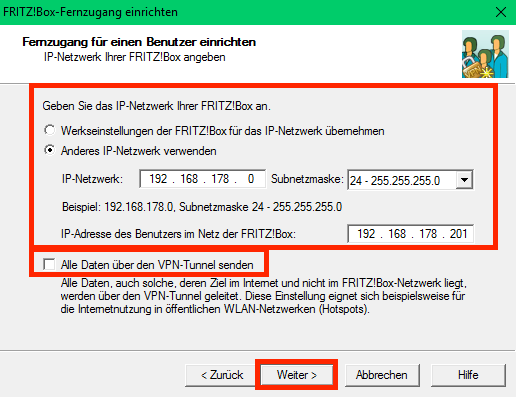 FRITZ!Box-Fernzugang einrichten
Fernzugang für einen Benutzer einrichten
IP-Netzwerk Ihrer FRITZ!Box angeben
Geben Sie das IP-Netzwerk Ihrer FRITZ!Box an.
Werkseinstellungen der FRITZ!Box für das IP-Netzwerk übernehmen
Anderes IP-Netzwerk verwenden
IP-Netzwerk: 192 . 168 . 178 . 0 Subnetzmaske: 24 - 255.255.255.0
Beispiel: 192.168.178.0, Subnetzmaske 24 - 255.255.255.0
IP-Adresse des Benutzers im Netz der FRITZ!Box: 192 . 168 . 178 . 201
Alle Daten über den VPN-Tunnel senden
Alle Daten, auch solche, deren Ziel im Internet und nicht im FRITZ!Box-Netzwerk liegt,
werden über den VPN-Tunnel geleitet. Diese Einstellung eignet sich beispielsweise für
die Internetnutzung in öffentlichen WLAN-Netzwerken (Hotspots).
< Zurück Weiter > Abbrechen Hilfe